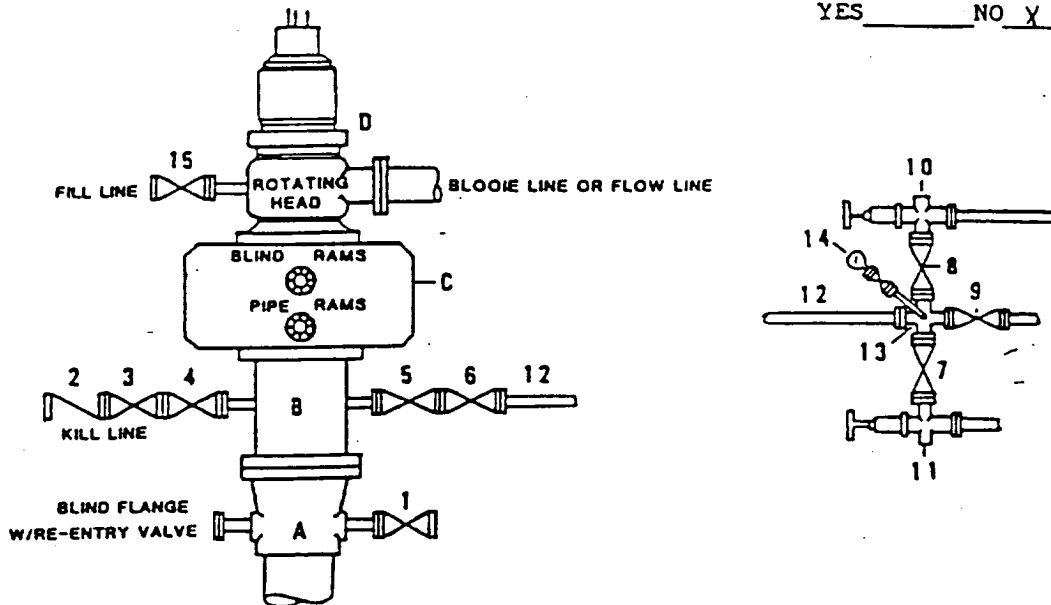 YES NO X
D
15
FILL LINE
ROTATING
HEAD
BLOOIE LINE OR FLOW LINE
BLIND RAMS
PIPE RAMS
C
2 3 4
KILL LINE
B
5 6 12
BLIND FLANGE
W/RE-ENTRY VALVE
A
1
10
14
8
12
9
13
7
11